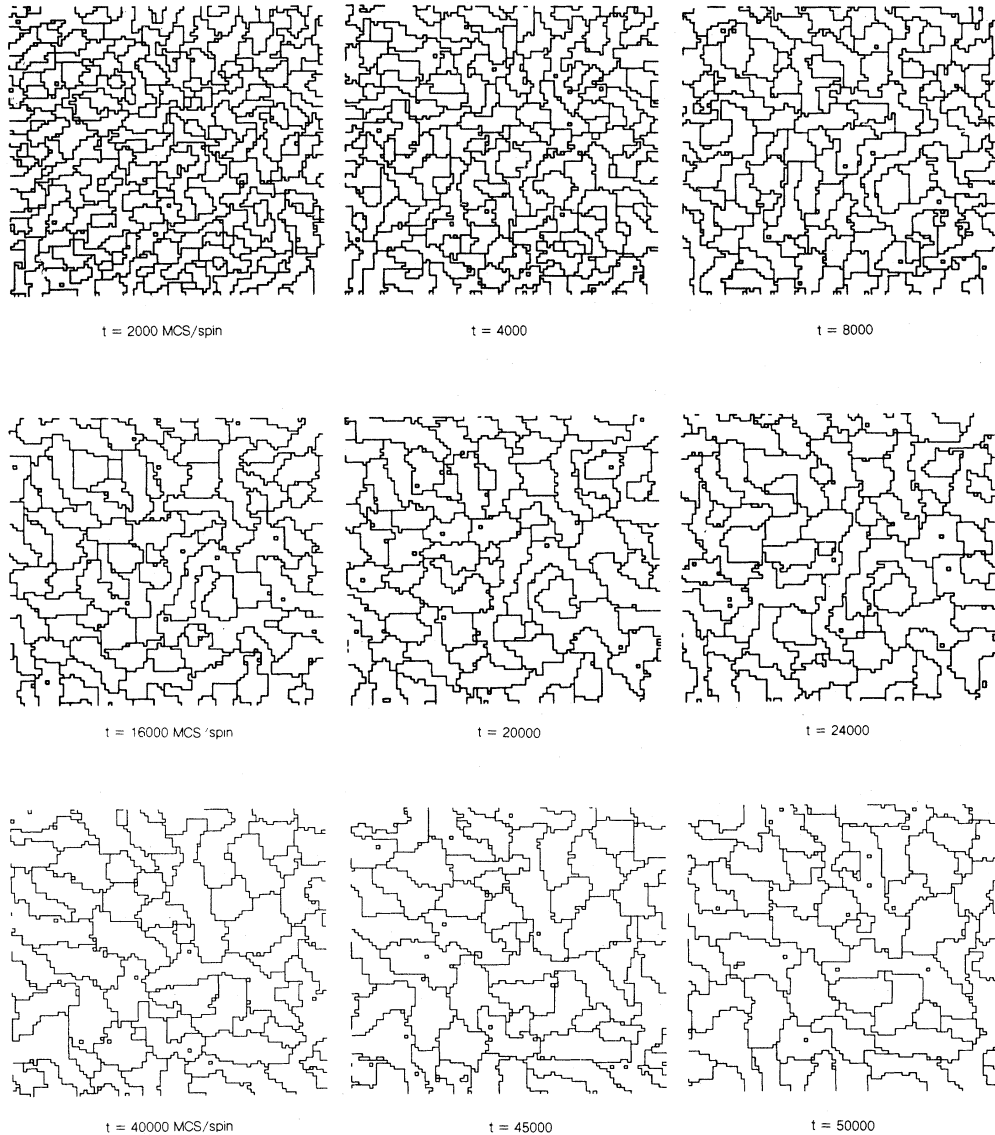 t = 2000 MCS/spin
t = 4000
t = 8000
t = 16000 MCS/spin
t = 20000
t = 24000
t = 40000 MCS/spin
t = 45000
t = 50000